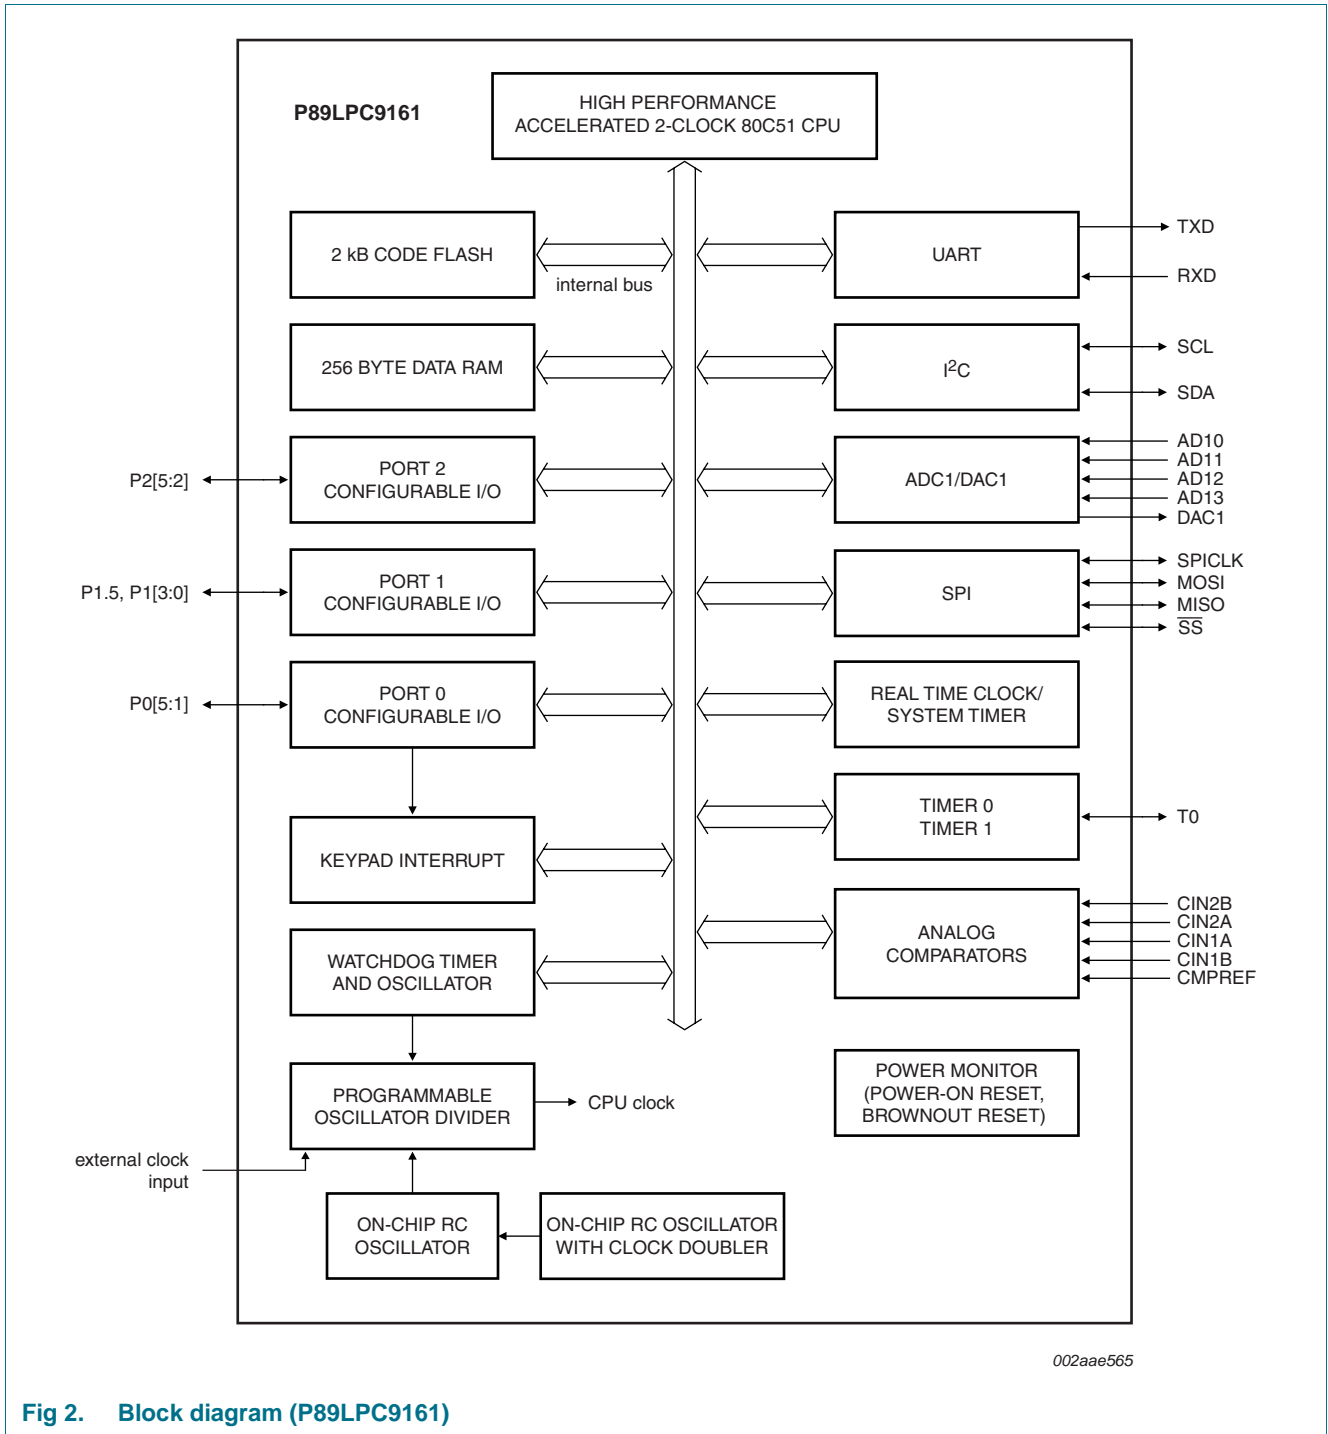 P89LPC9161
HIGH PERFORMANCE
ACCELERATED 2-CLOCK 80C51 CPU
2 kB CODE FLASH
internal bus
UART
TXD
RXD
256 BYTE DATA RAM
I²C
SCL
SDA
P2[5:2]
PORT 2
CONFIGURABLE I/O
ADC1/DAC1
AD10
AD11
AD12
AD13
DAC1
P1.5, P1[3:0]
PORT 1
CONFIGURABLE I/O
SPI
SPICLK
MOSI
MISO
S̅S̅
P0[5:1]
PORT 0
CONFIGURABLE I/O
REAL TIME CLOCK/
SYSTEM TIMER
TIMER 0
TIMER 1
T0
KEYPAD INTERRUPT
ANALOG
COMPARATORS
CIN2B
CIN2A
CIN1A
CIN1B
CMPREF
WATCHDOG TIMER
AND OSCILLATOR
PROGRAMMABLE
OSCILLATOR DIVIDER
CPU clock
POWER MONITOR
(POWER-ON RESET,
BROWNOUT RESET)
external clock
input
ON-CHIP RC
OSCILLATOR
ON-CHIP RC OSCILLATOR
WITH CLOCK DOUBLER
002aae565
Fig 2. Block diagram (P89LPC9161)